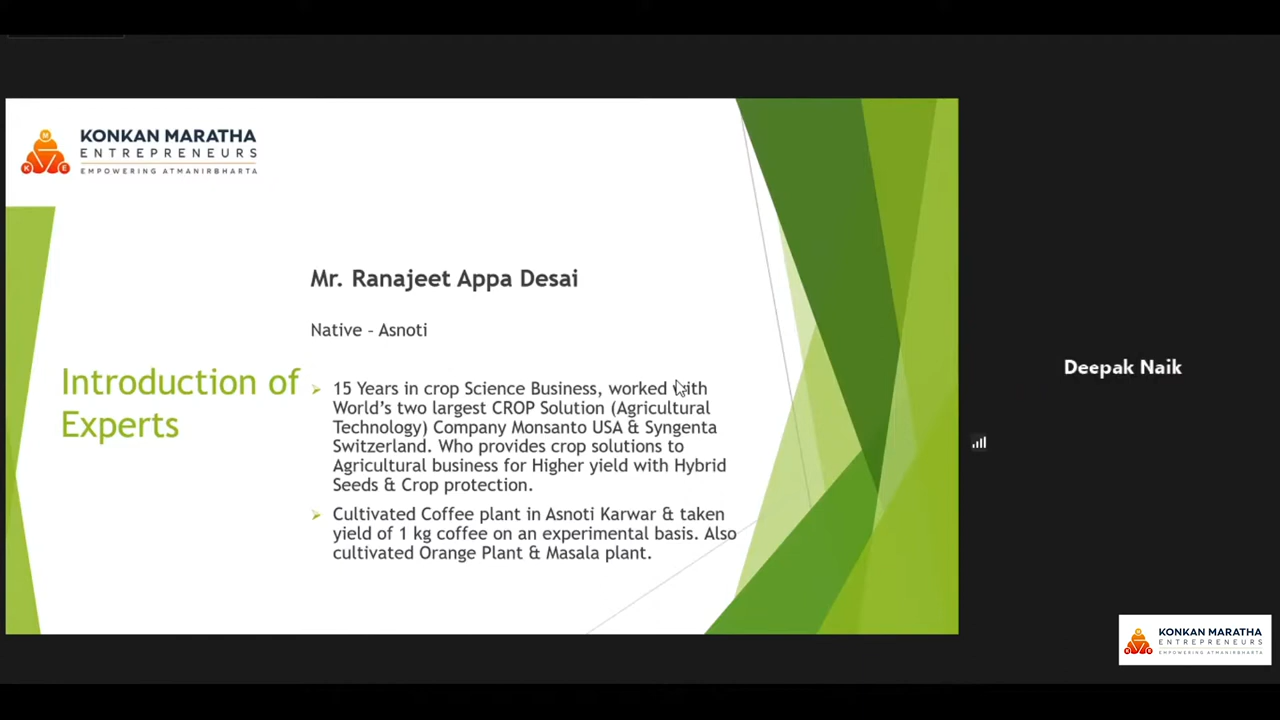 KONKAN MARATHA
ENTREPRENEURS
EMPOWERING ATMANIRBHARTA
M
K E
Introduction of
Experts
Mr. Ranajeet Appa Desai
Native - Asnoti
15 Years in crop Science Business, worked with
World's two largest CROP Solution (Agricultural
Technology) Company Monsanto USA & Syngenta
Switzerland. Who provides crop solutions to
Agricultural business for Higher yield with Hybrid
Seeds & Crop protection.
Cultivated Coffee plant in Asnoti Karwar & taken
yield of 1 kg coffee on an experimental basis. Also
cultivated Orange Plant & Masala plant.
Deepak Naik
KONKAN MARATHA
ENTREPRENEURS
EMPOWERING ATMANIRBHARTA